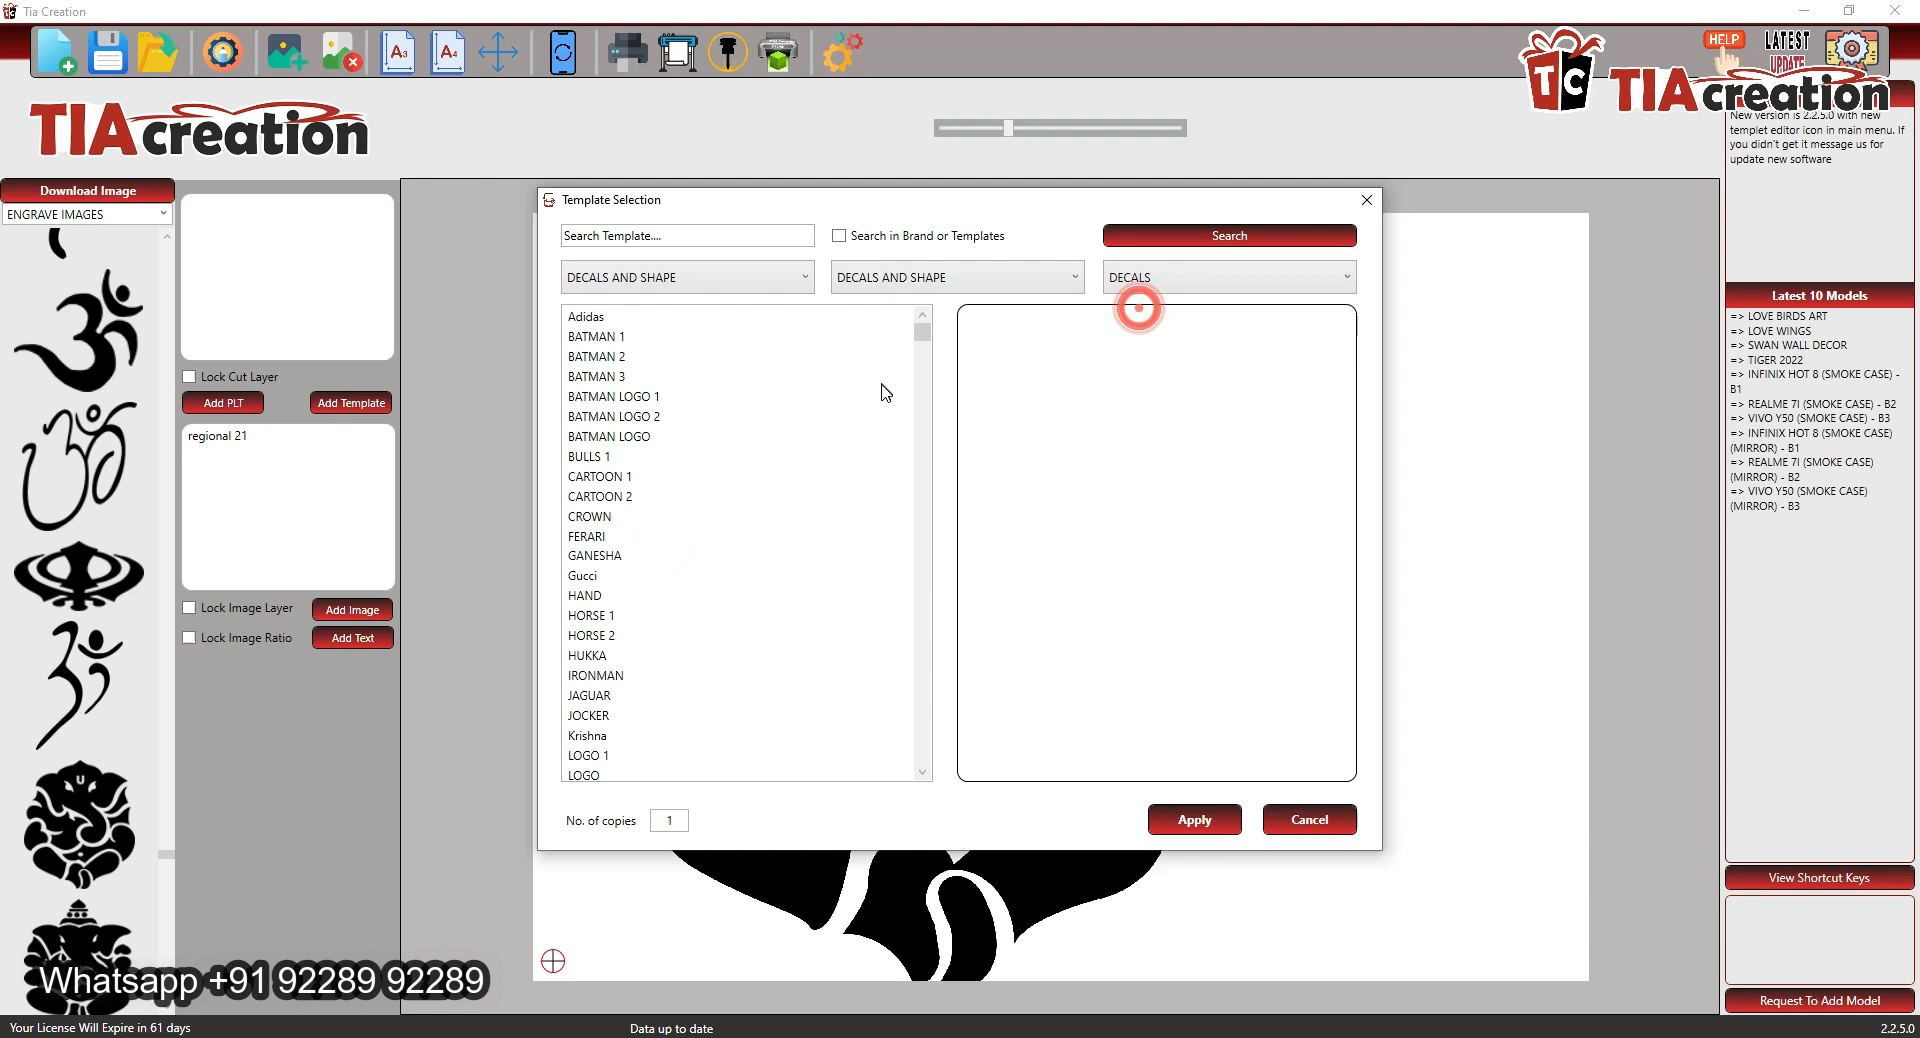 Tia Creation
A3
A4
HELP
LATEST
UPDATE
TC
TIAcreation
TIAcreation
New version is 2.2.5.0 with new
templet editor icon in main menu. If
you didn't get it message us for
update new software
Download Image
ENGRAVE IMAGES
Lock Cut Layer
Add PLT
Add Template
regional 21
Lock Image Layer
Add Image
Lock Image Ratio
Add Text
Template Selection
Search Template....
Search in Brand or Templates
Search
DECALS AND SHAPE
DECALS AND SHAPE
DECALS
Adidas
BATMAN 1
BATMAN 2
BATMAN 3
BATMAN LOGO 1
BATMAN LOGO 2
BATMAN LOGO
BULLS 1
CARTOON 1
CARTOON 2
CROWN
FERARI
GANESHA
Gucci
HAND
HORSE 1
HORSE 2
HUKKA
IRONMAN
JAGUAR
JOCKER
Krishna
LOGO 1
LOGO
No. of copies
1
Apply
Cancel
Latest 10 Models
=> LOVE BIRDS ART
=> LOVE WINGS
=> SWAN WALL DECOR
=> TIGER 2022
=> INFINIX HOT 8 (SMOKE CASE) -
B1
=> REALME 7I (SMOKE CASE) - B2
=> VIVO Y50 (SMOKE CASE) - B3
=> INFINIX HOT 8 (SMOKE CASE)
(MIRROR) - B1
=> REALME 7I (SMOKE CASE)
(MIRROR) - B2
=> VIVO Y50 (SMOKE CASE)
(MIRROR) - B3
View Shortcut Keys
Request To Add Model
Whatsapp +91 92289 92289
Your License Will Expire in 61 days
Data up to date
2.2.5.0